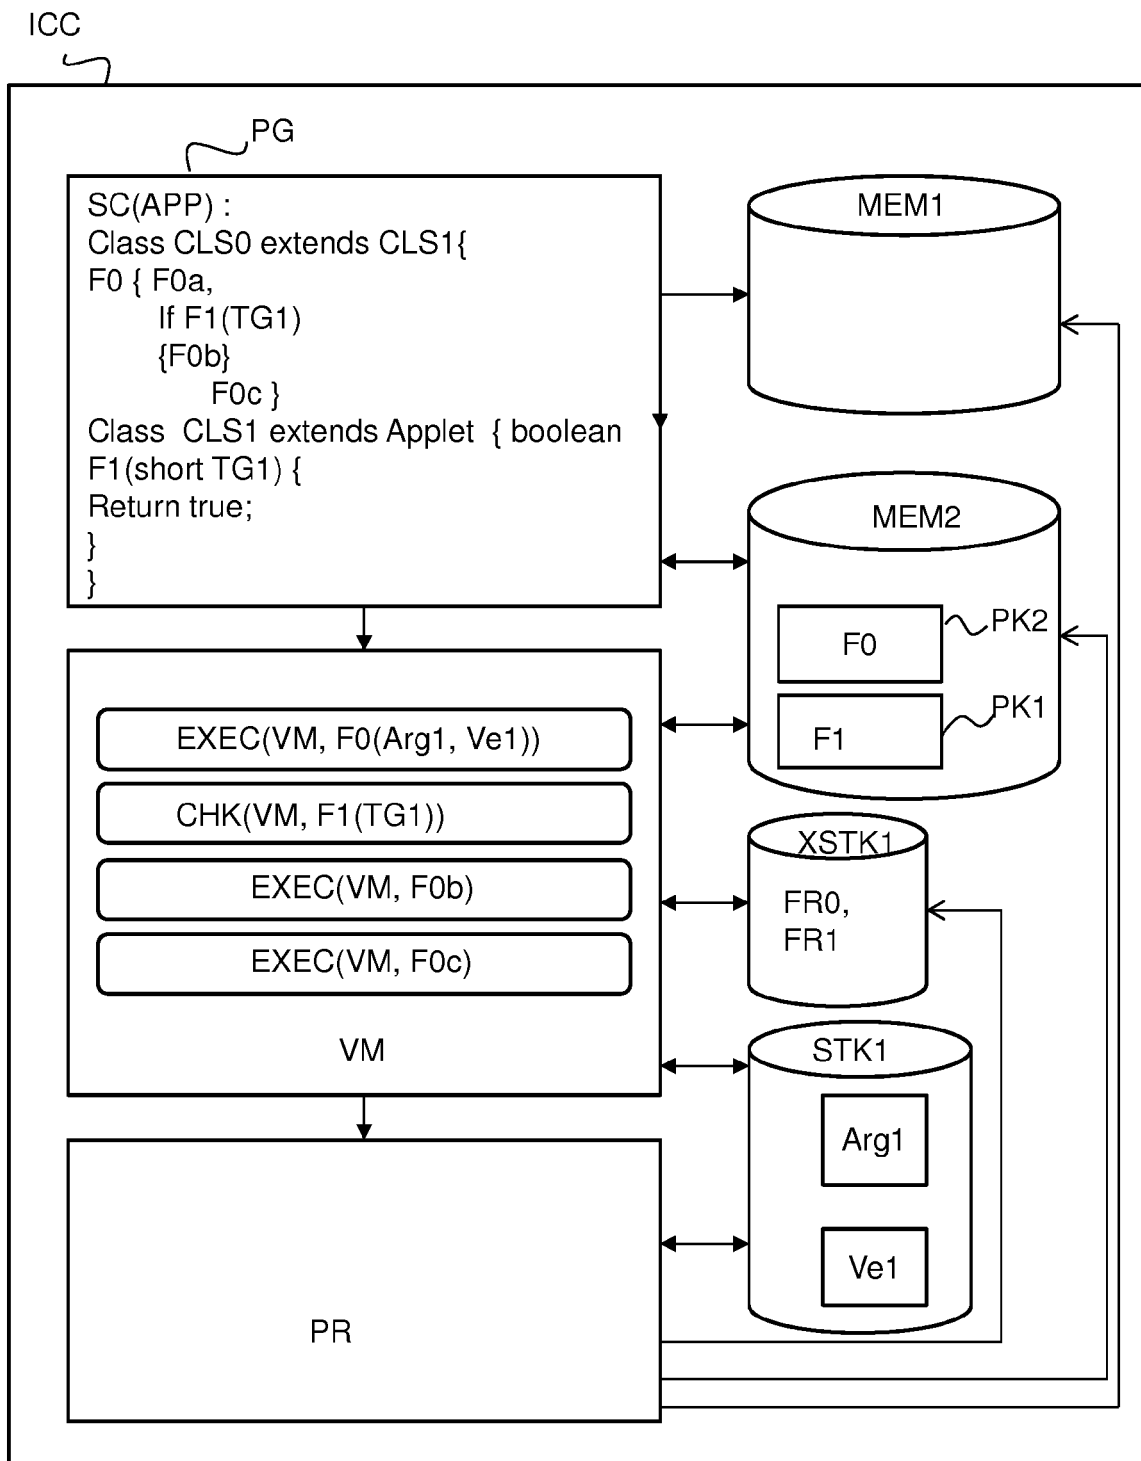 ICC
PG
SC(APP) :
Class CLS0 extends CLS1{
F0 { F0a,
If F1(TG1)
{F0b}
F0c }
Class CLS1 extends Applet { boolean
F1(short TG1) {
Return true;
}
}
MEM1
MEM2
F0
PK2
F1
PK1
EXEC(VM, F0(Arg1, Ve1))
CHK(VM, F1(TG1))
EXEC(VM, F0b)
EXEC(VM, F0c)
VM
XSTK1
FR0,
FR1
STK1
Arg1
Ve1
PR